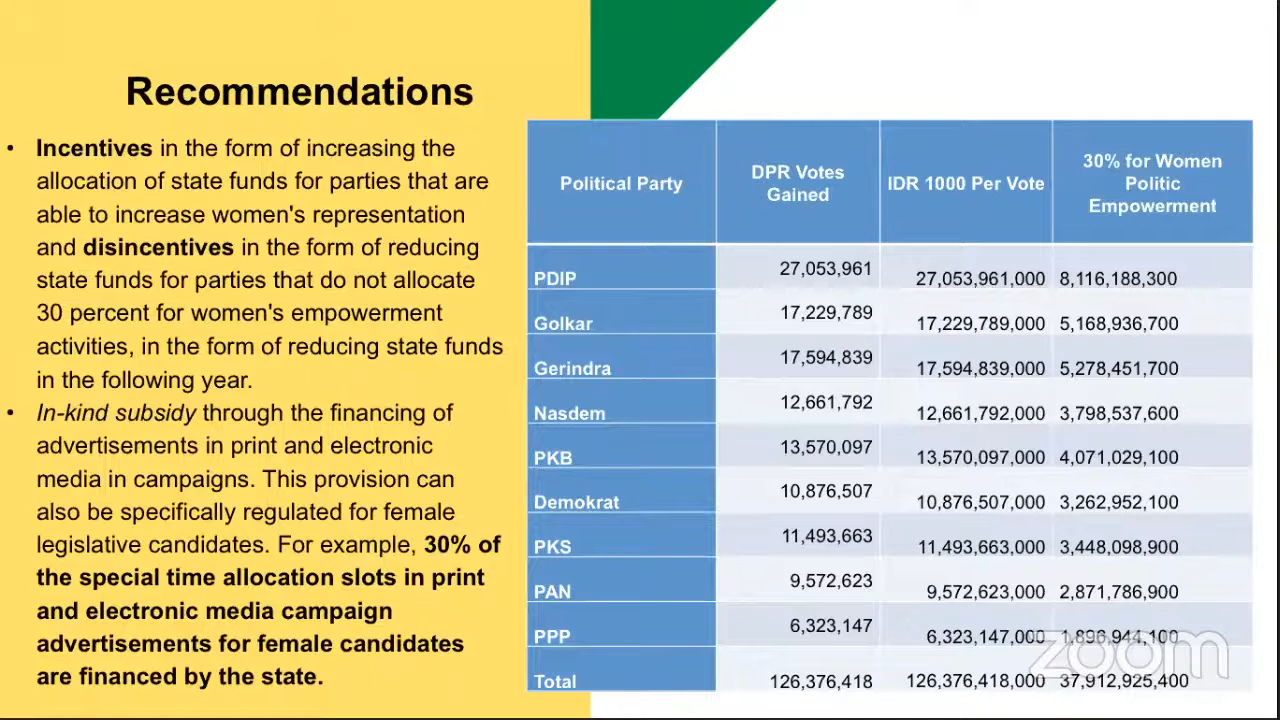 Recommendations
• Incentives in the form of increasing the
allocation of state funds for parties that are
able to increase women's representation
and disincentives in the form of reducing
state funds for parties that do not allocate
30 percent for women's empowerment
activities, in the form of reducing state funds
in the following year.
• In-kind subsidy through the financing of
advertisements in print and electronic
media in campaigns. This provision can
also be specifically regulated for female
legislative candidates. For example, 30% of
the special time allocation slots in print
and electronic media campaign
advertisements for female candidates
are financed by the state.
Political Party DPR Votes Gained IDR 1000 Per Vote 30% for Women Politic Empowerment
PDIP 27,053,961 27,053,961,000 8,116,188,300
Golkar 17,229,789 17,229,789,000 5,168,936,700
Gerindra 17,594,839 17,594,839,000 5,278,451,700
Nasdem 12,661,792 12,661,792,000 3,798,537,600
PKB 13,570,097 13,570,097,000 4,071,029,100
Demokrat 10,876,507 10,876,507,000 3,262,952,100
PKS 11,493,663 11,493,663,000 3,448,098,900
PAN 9,572,623 9,572,623,000 2,871,786,900
PPP 6,323,147 6,323,147,000 1,896,944,100
Total 126,376,418 126,376,418,000 37,912,925,400
zoom